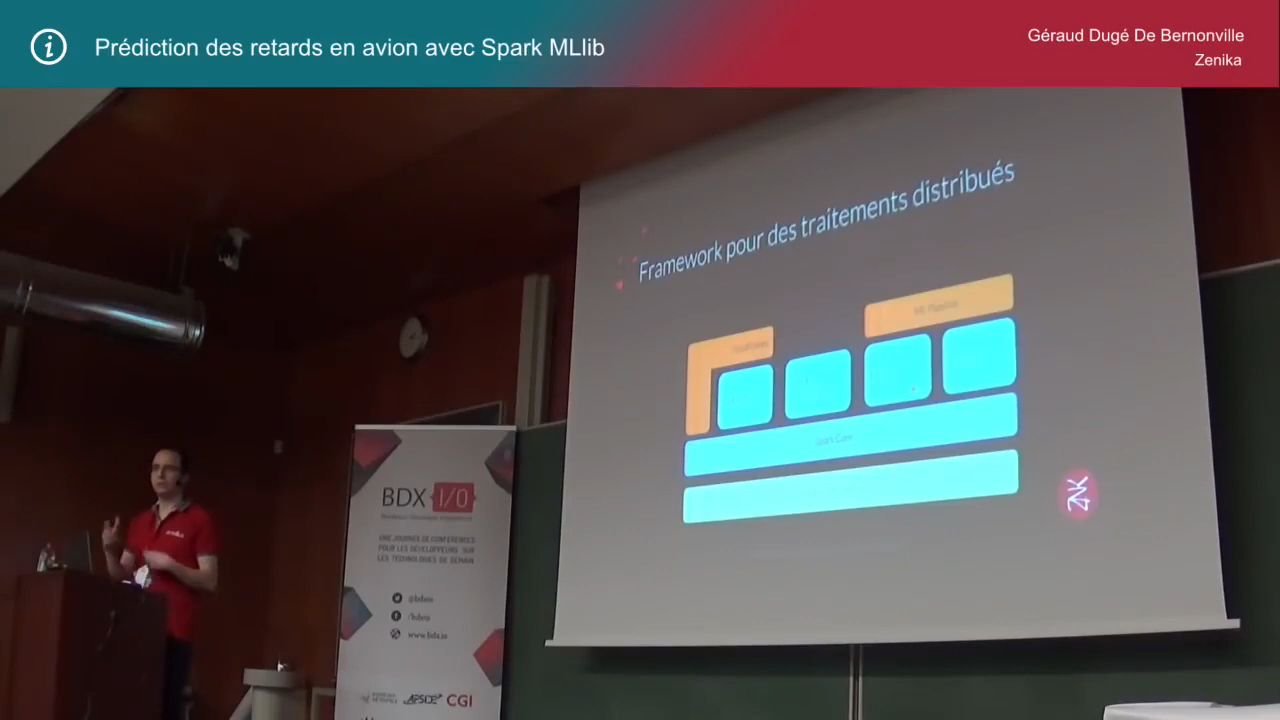 Prédiction des retards en avion avec Spark MLlib
Géraud Dugé De Bernonville
Zenika
Framework pour des traitements distribués
Spark Core
BDX I/O
UNE JOURNÉE DE CONFÉRENCES
POUR LES DÉVELOPPEURS SUR
LES TECHNOLOGIES DE DEMAIN
@bdxio
/bdxio
www.bdx.io
APSIDE
CGI